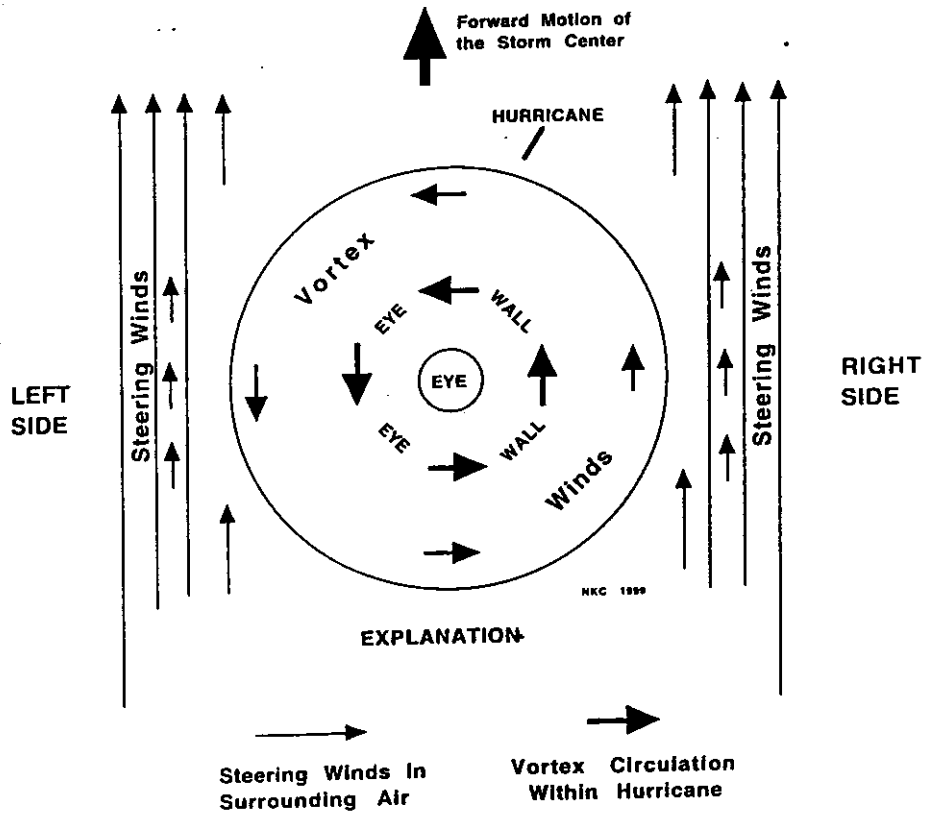 Forward Motion of
the Storm Center
HURRICANE
Vortex
EYE
WALL
EYE
EYE
WALL
Winds
Steering Winds
Steering Winds
LEFT
SIDE
RIGHT
SIDE
NKC 1999
EXPLANATION
Steering Winds In
Surrounding Air
Vortex Circulation
Within Hurricane